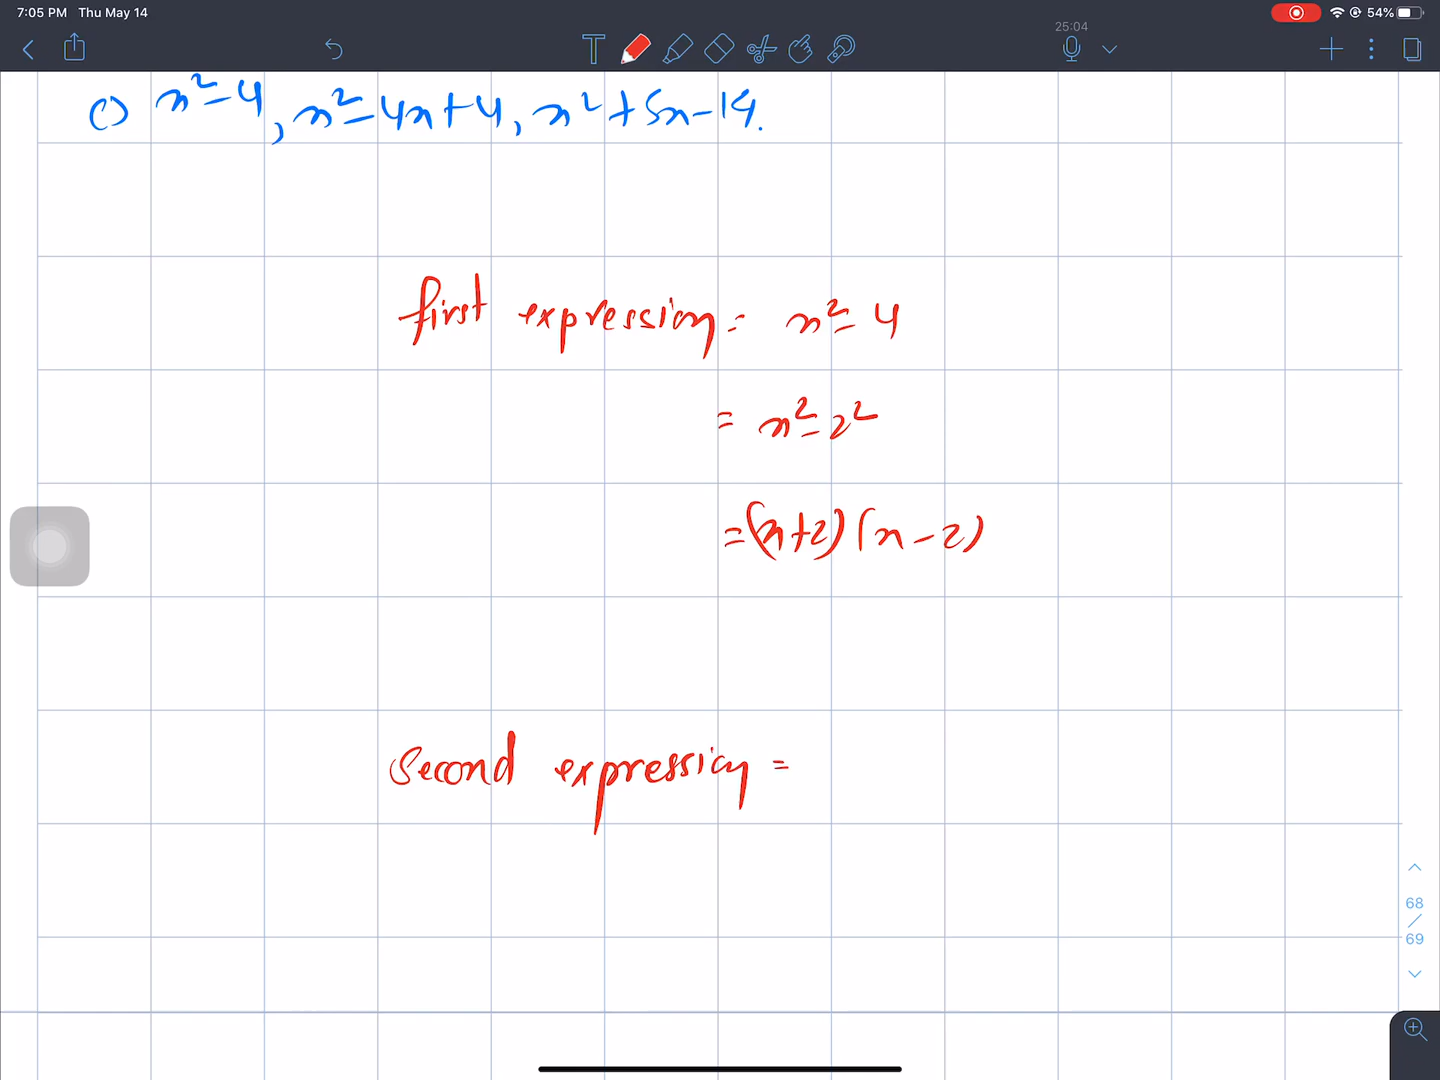 7:05 PM Thu May 14
54%
25:04
c) x²-4, x²-4x+4, x²+5x-14.
first expression = x²-4
= x²-2²
=(x+2)(x-2)
Second expression =
68
/
69